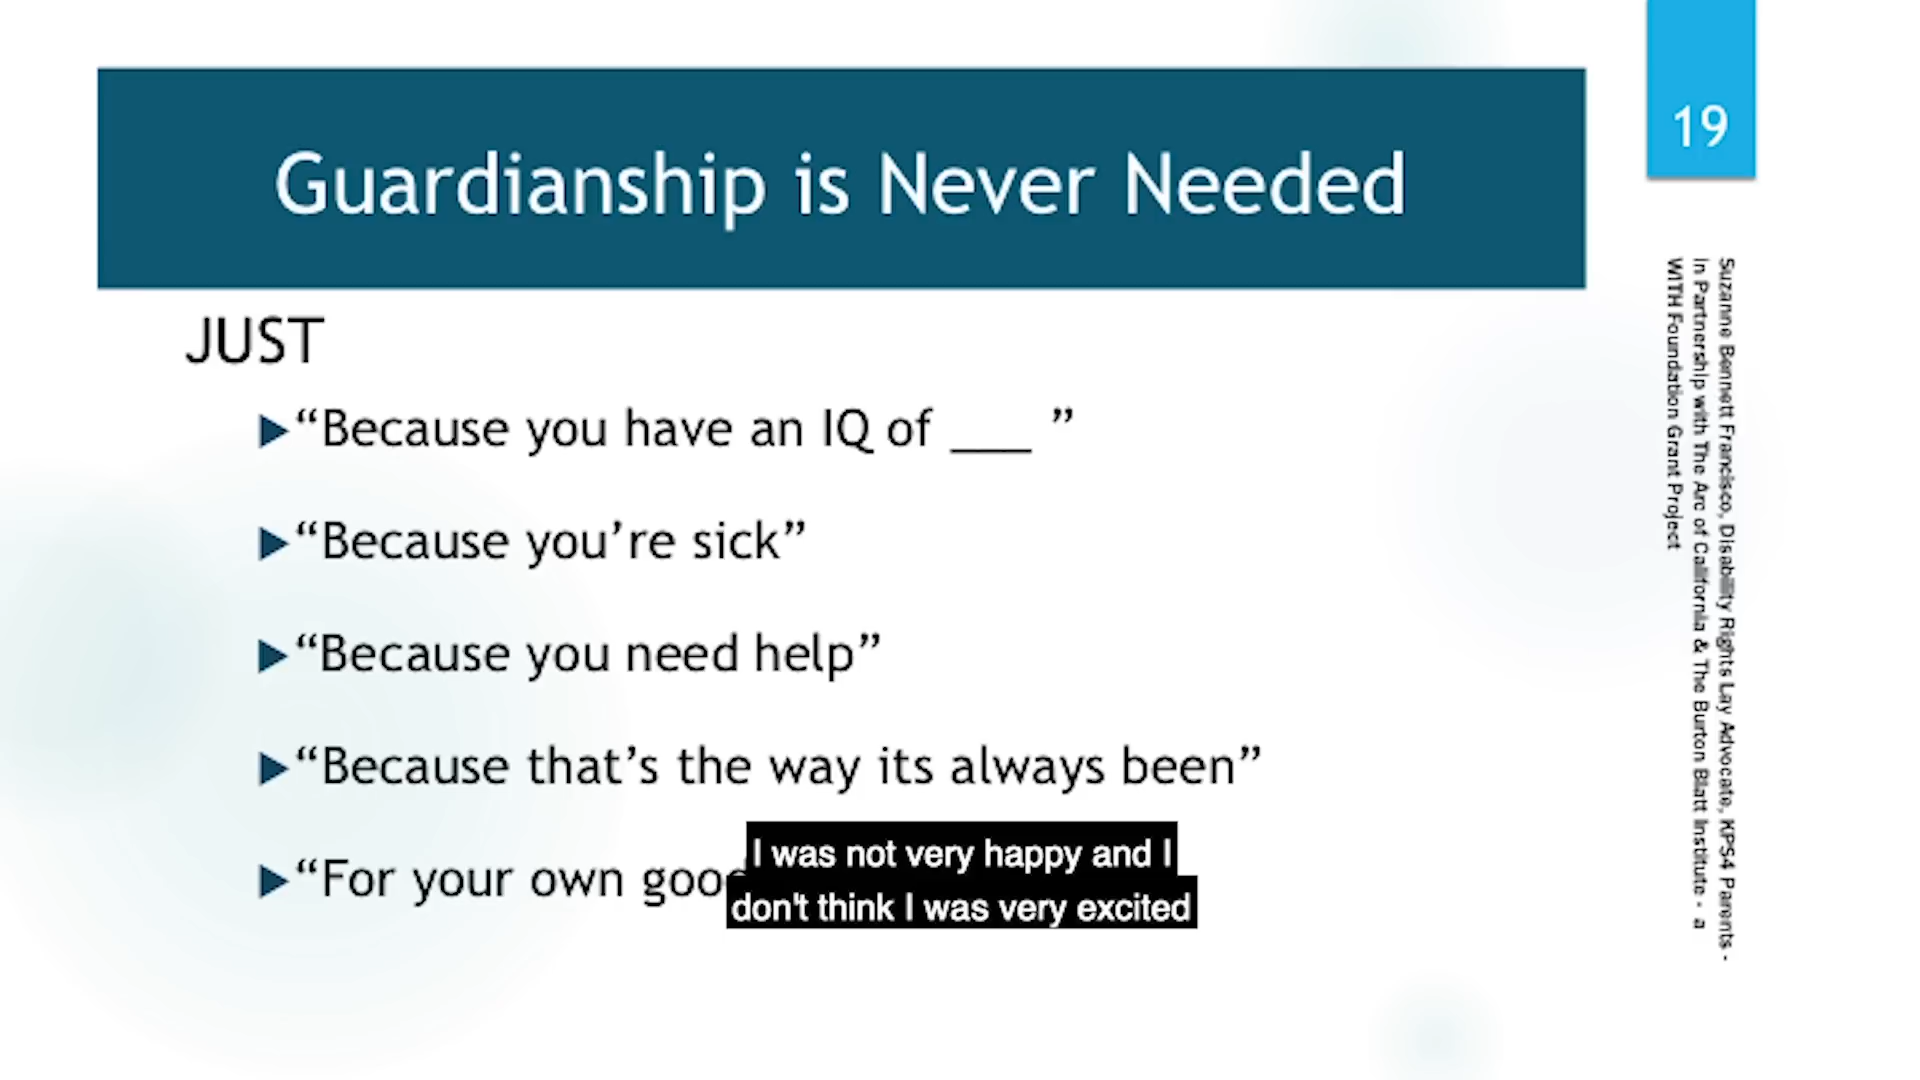 Guardianship is Never Needed
19
JUST
“Because you have an IQ of ___ ”
“Because you’re sick”
“Because you need help”
“Because that’s the way its always been”
“For your own
I was not very happy and I
don't think I was very excited
Suzanne Bennett Francisco, Disability Rights Lay Advocate, KPS4 Parents -
in Partnership with The Arc of California & The Burton Blatt Institute - a
WITH Foundation Grant Project